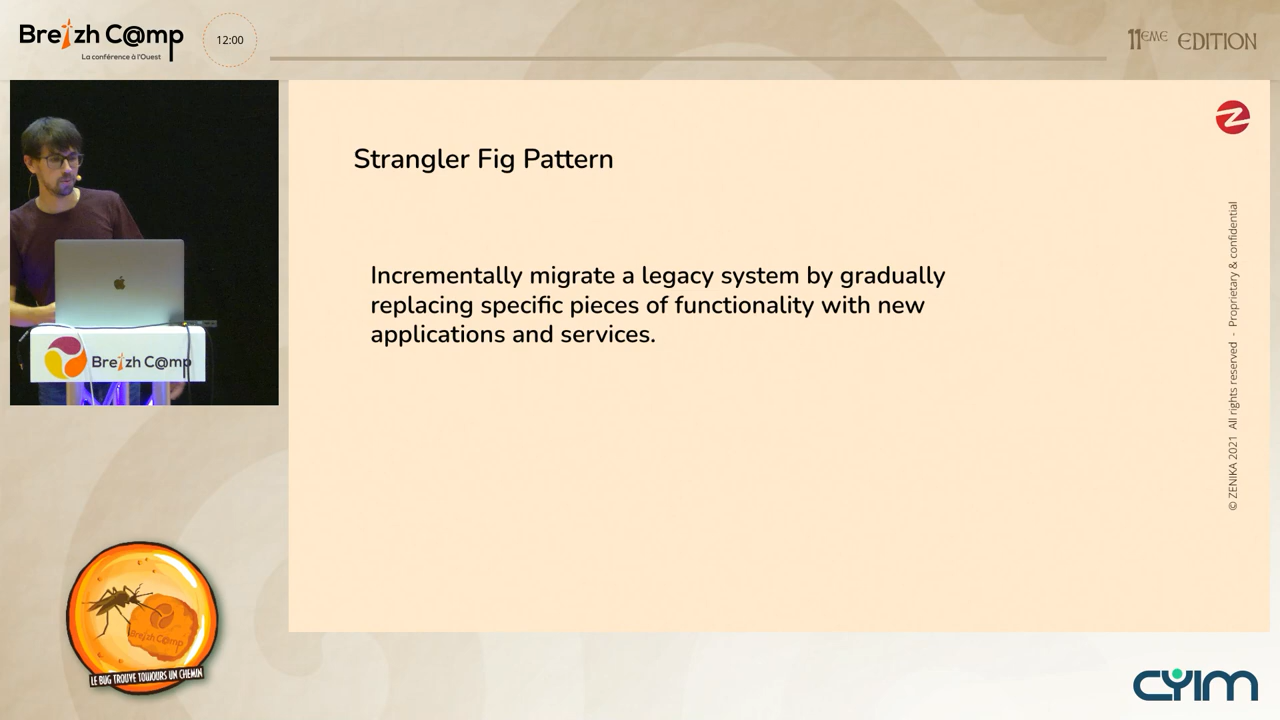 Breizh C@mp
La conférence à l'Ouest
12:00
11EME EDITION
Strangler Fig Pattern
Incrementally migrate a legacy system by gradually
replacing specific pieces of functionality with new
applications and services.
© ZENIKA 2021 All rights reserved - Proprietary & confidential
Breizh C@mp
Breizh C@mp
LE BUG TROUVE TOUJOURS UN CHEMIN
CYIM